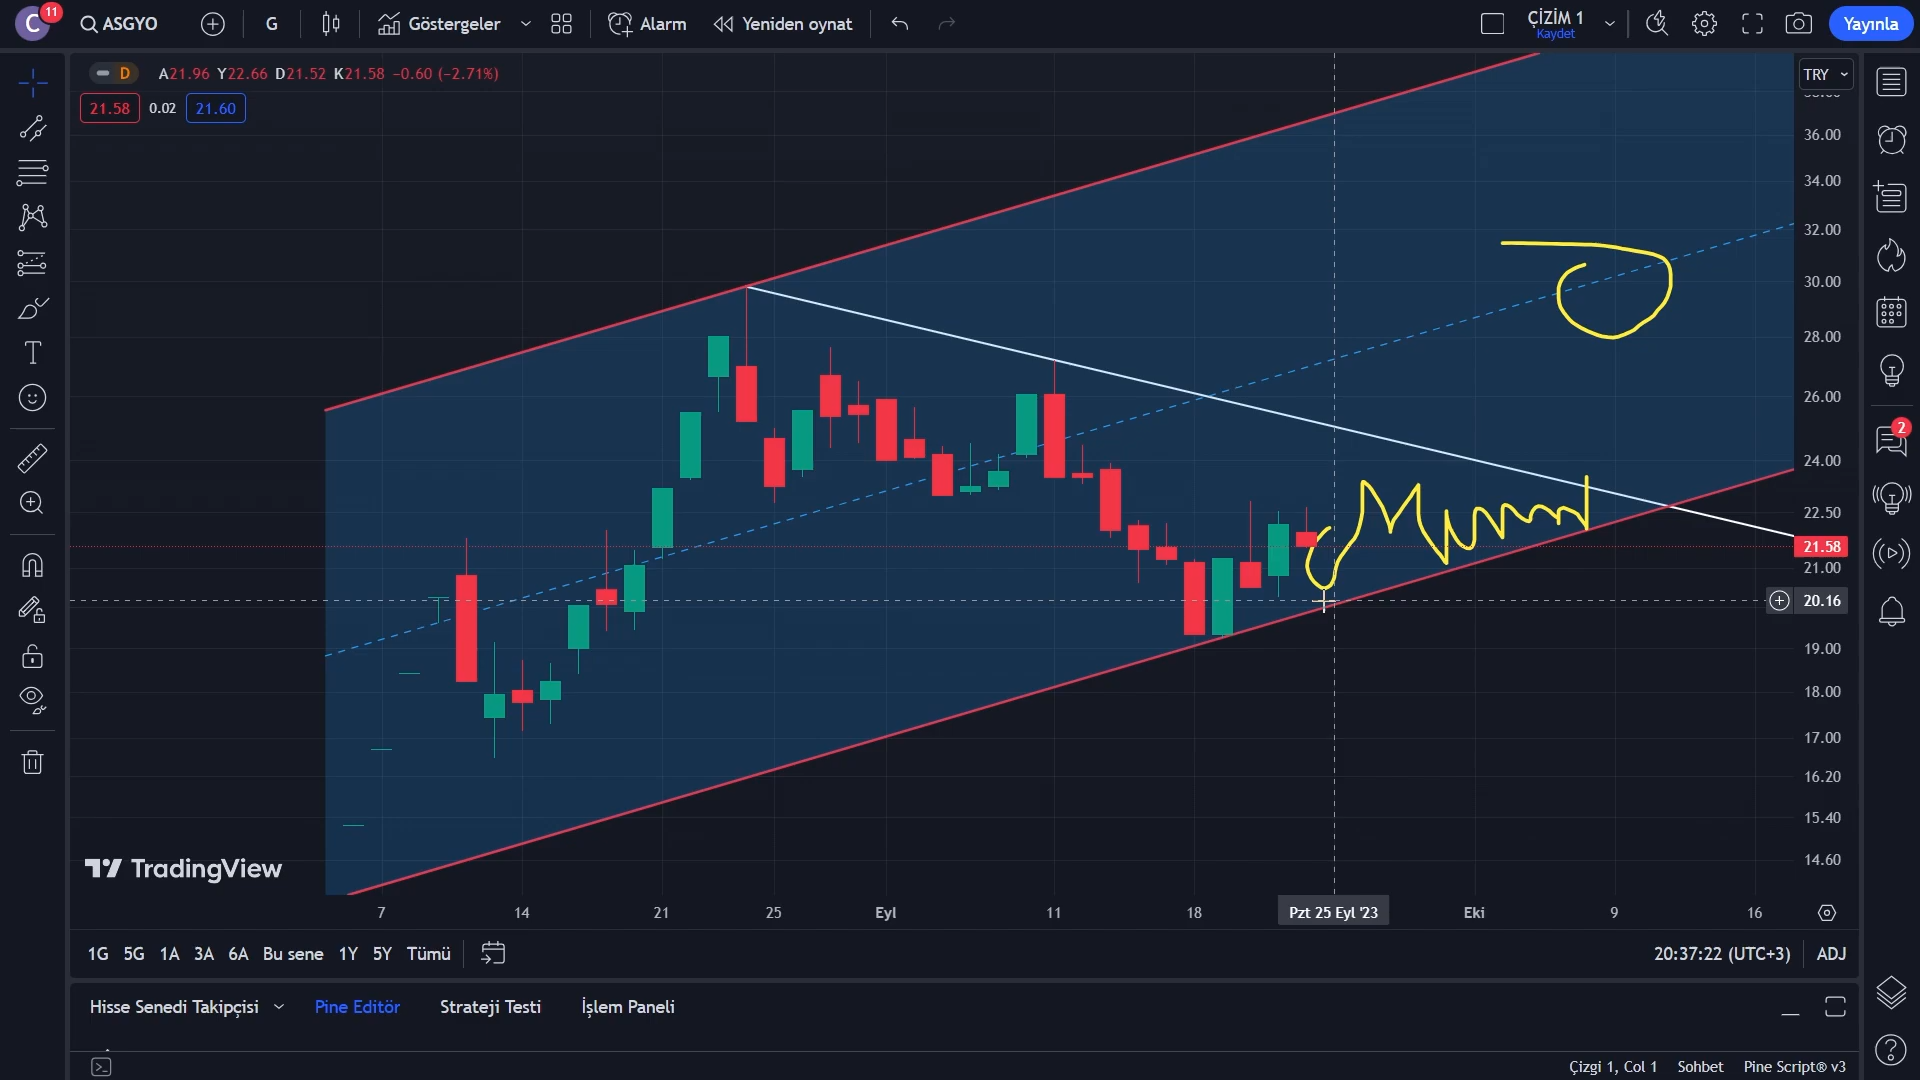 C 11 ASGYO G Göstergeler Alarm Yeniden oynat ÇİZİM 1 Kaydet Yayınla
D A21.96 Y22.66 D21.52 K21.58 −0.60 (−2.71%) TRY
21.58 0.02 21.60
36.00
34.00
32.00
30.00
28.00
26.00
24.00
2
22.50
21.58
21.00
20.16
19.00
18.00
17.00
16.20
15.40
14.60
TradingView
7 14 21 25 Eyl 11 18 Pzt 25 Eyl '23 Eki 9 16
1G 5G 1A 3A 6A Bu sene 1Y 5Y Tümü 20:37:22 (UTC+3) ADJ
Hisse Senedi Takipçisi Pine Editör Strateji Testi İşlem Paneli
Çizgi 1, Col 1 Sohbet Pine Script® v3